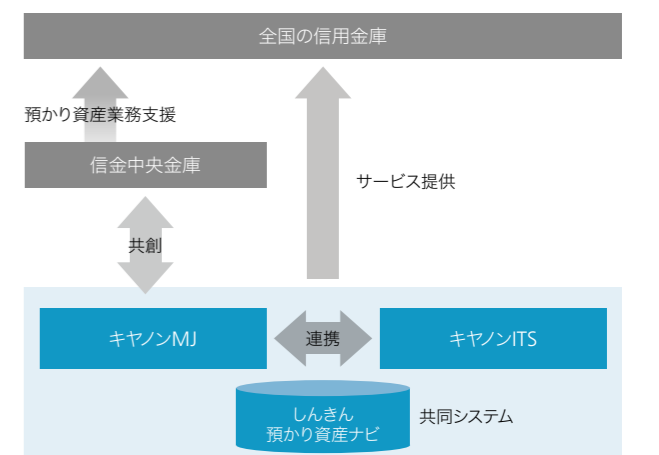 全国の信用金庫
預かり資産業務支援
信金中央金庫
サービス提供
共創
キヤノンMJ
連携
キヤノンITS
しんきん
預かり資産ナビ
共同システム